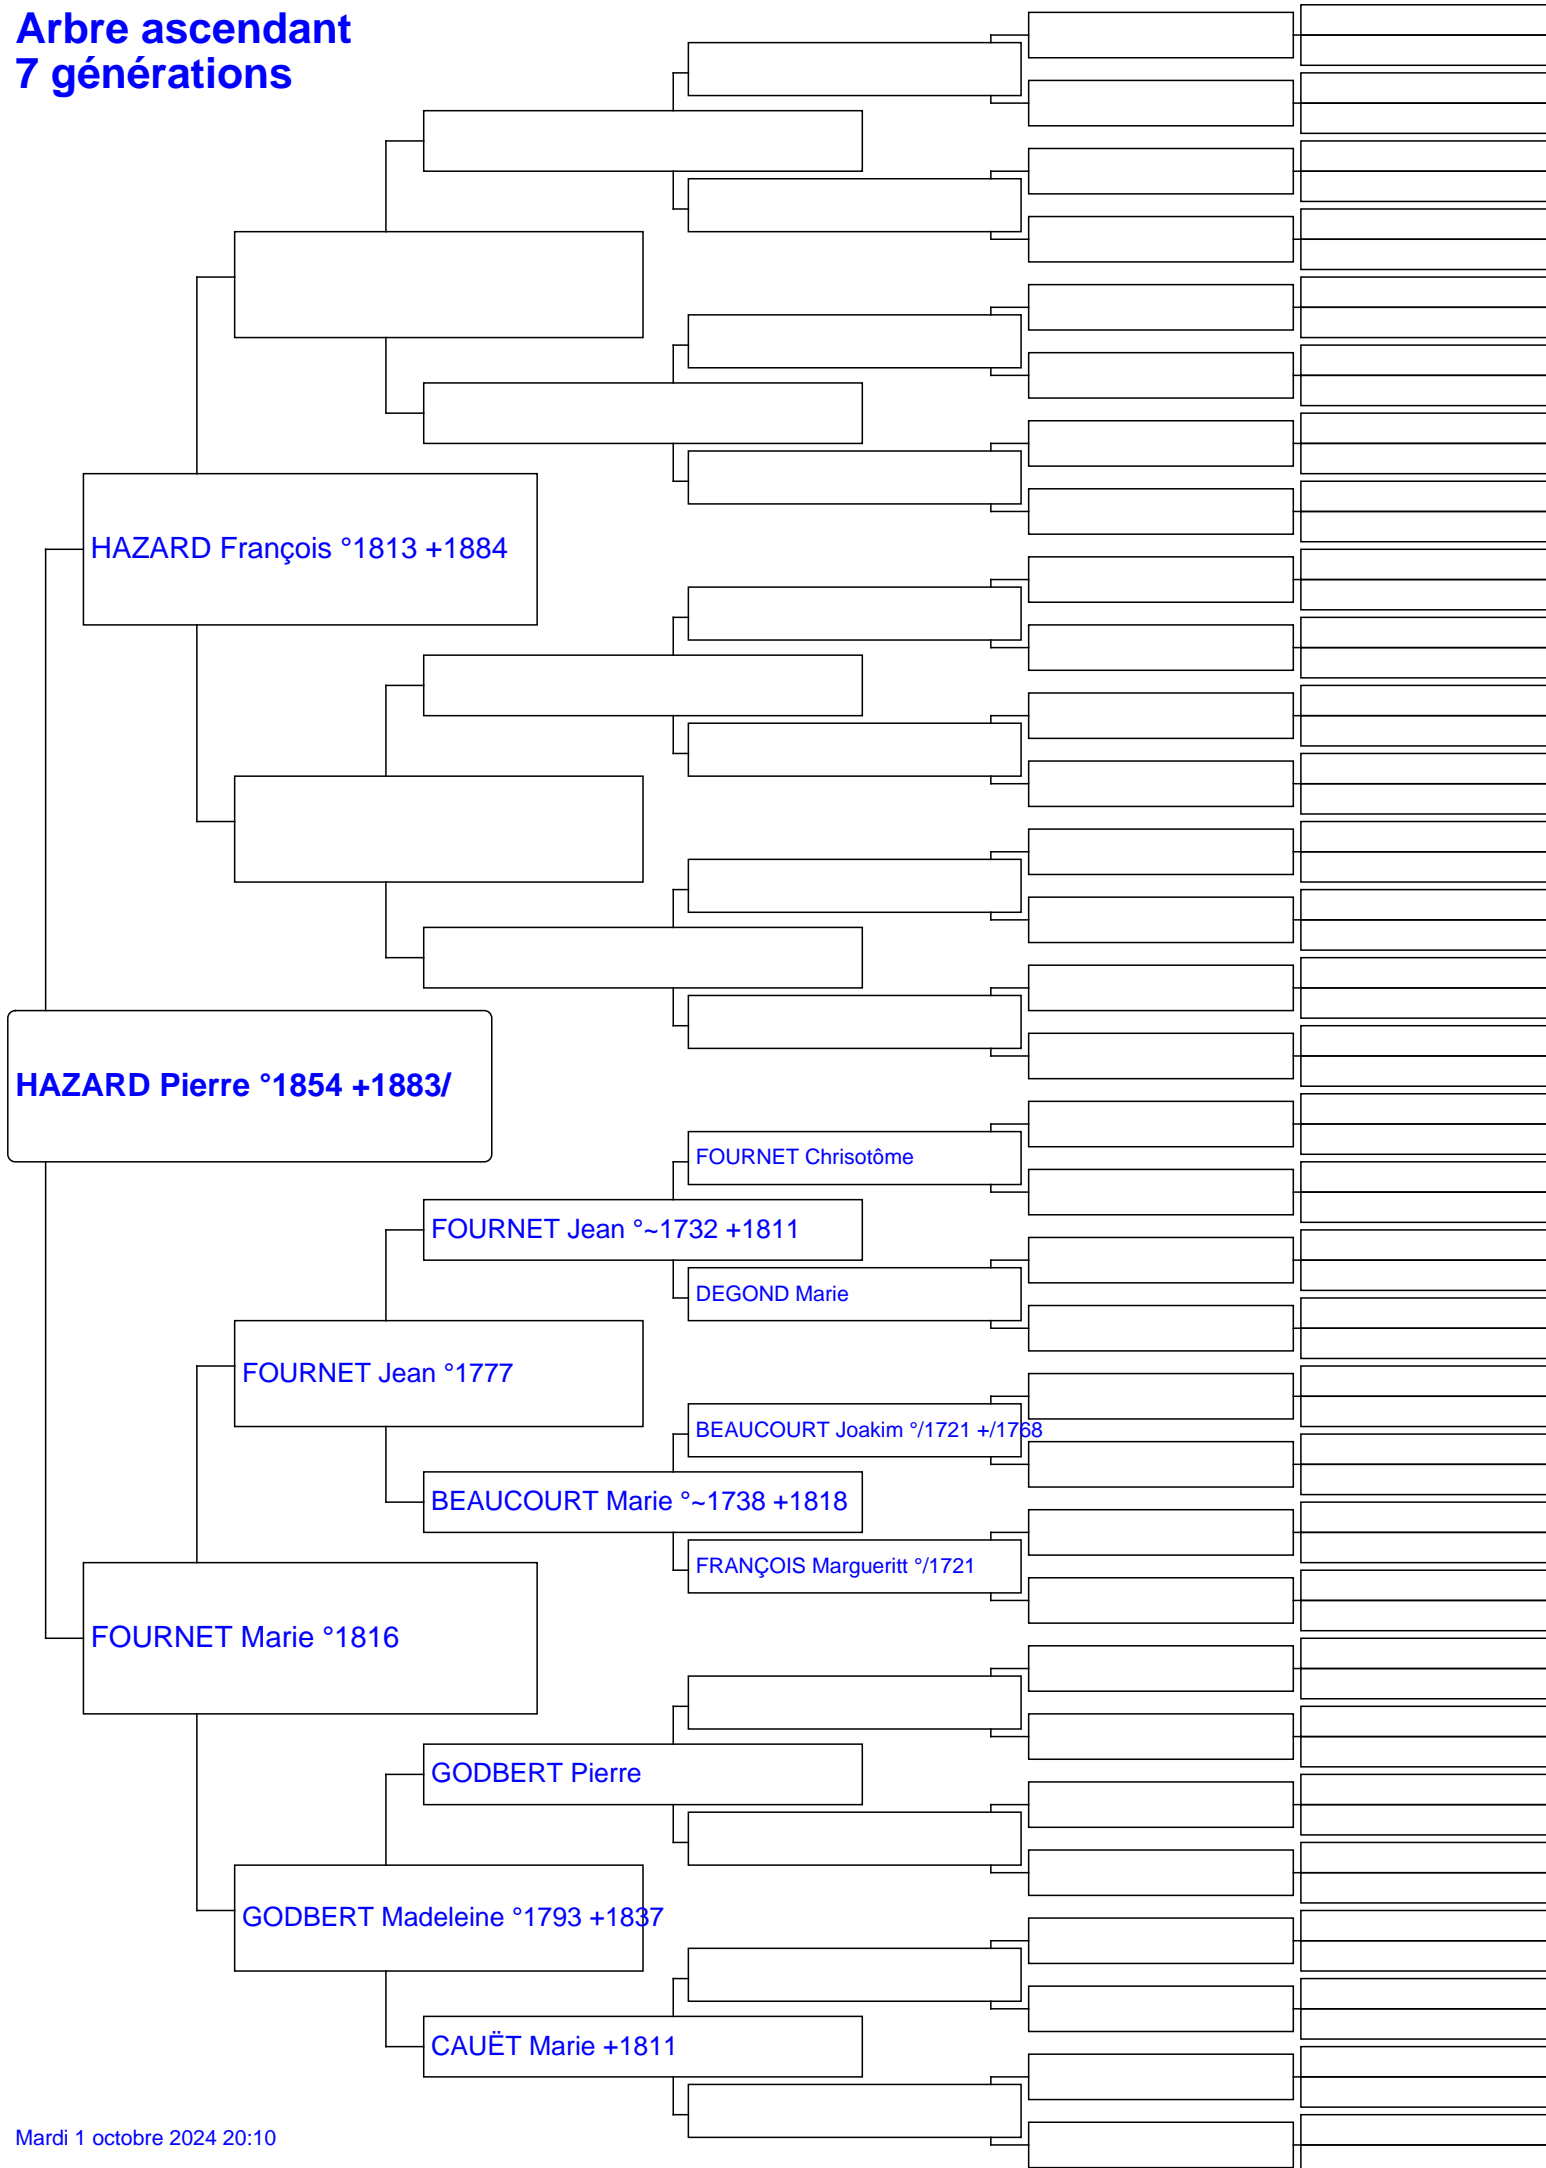 Arbre ascendant
7 générations
HAZARD François °1813 +1884
HAZARD Pierre °1854 +1883/
FOURNET Chrisotôme
FOURNET Jean °~1732 +1811
DEGOND Marie
FOURNET Jean °1777
BEAUCOURT Joakim °/1721 +/1768
BEAUCOURT Marie °~1738 +1818
FRANÇOIS Margueritt °/1721
FOURNET Marie °1816
GODBERT Pierre
GODBERT Madeleine °1793 +1837
CAUËT Marie +1811
Mardi 1 octobre 2024 20:10